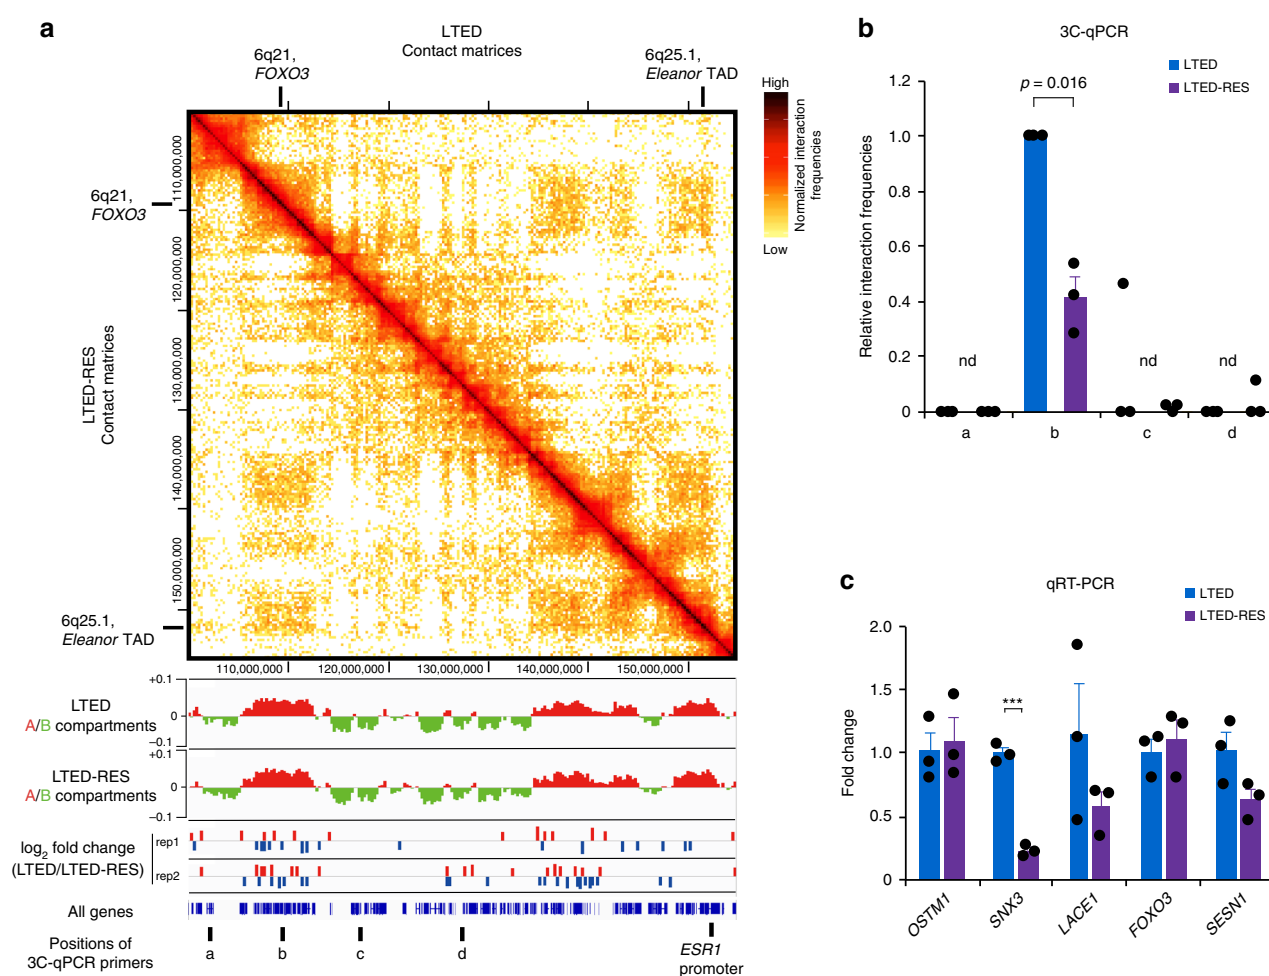 a
LTED
Contact matrices
6q21,
FOXO3
6q25.1,
Eleanor TAD
High
Normalized interaction
frequencies
Low
6q21,
FOXO3
LTED-RES
Contact matrices
110,000,000
120,000,000
130,000,000
140,000,000
150,000,000
6q25.1,
Eleanor TAD
110,000,000 120,000,000 130,000,000 140,000,000 150,000,000
+0.1
LTED
A/B compartments
0
−0.1
+0.1
LTED-RES
A/B compartments
0
−0.1
log2 fold change
(LTED/LTED-RES)
rep1
rep2
All genes
Positions of
3C-qPCR primers
a b c d
ESR1
promoter
b
3C-qPCR
LTED
LTED-RES
p = 0.016
Relative interaction frequencies
1.2
1.0
0.8
0.6
0.4
0.2
0
nd nd nd
a b c d
c
qRT-PCR
LTED
LTED-RES
Fold change
2.0
1.5
1.0
0.5
0
***
OSTM1 SNX3 LACE1 FOXO3 SESN1